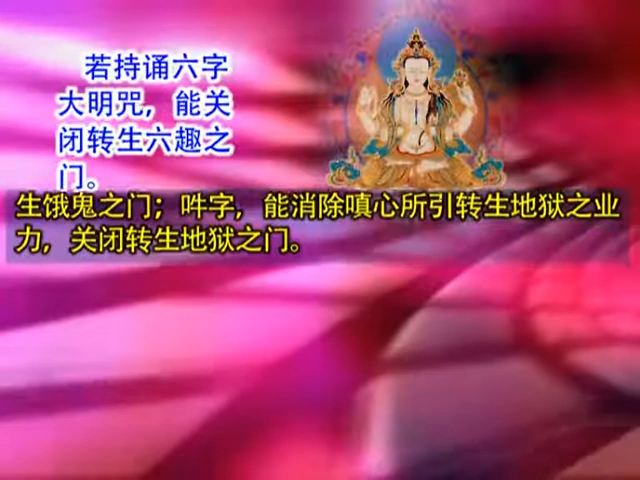 若持诵六字
大明咒，能关
闭转生六趣之
门。
生饿鬼之门；吽字，能消除嗔心所引转生地狱之业
力，关闭转生地狱之门。